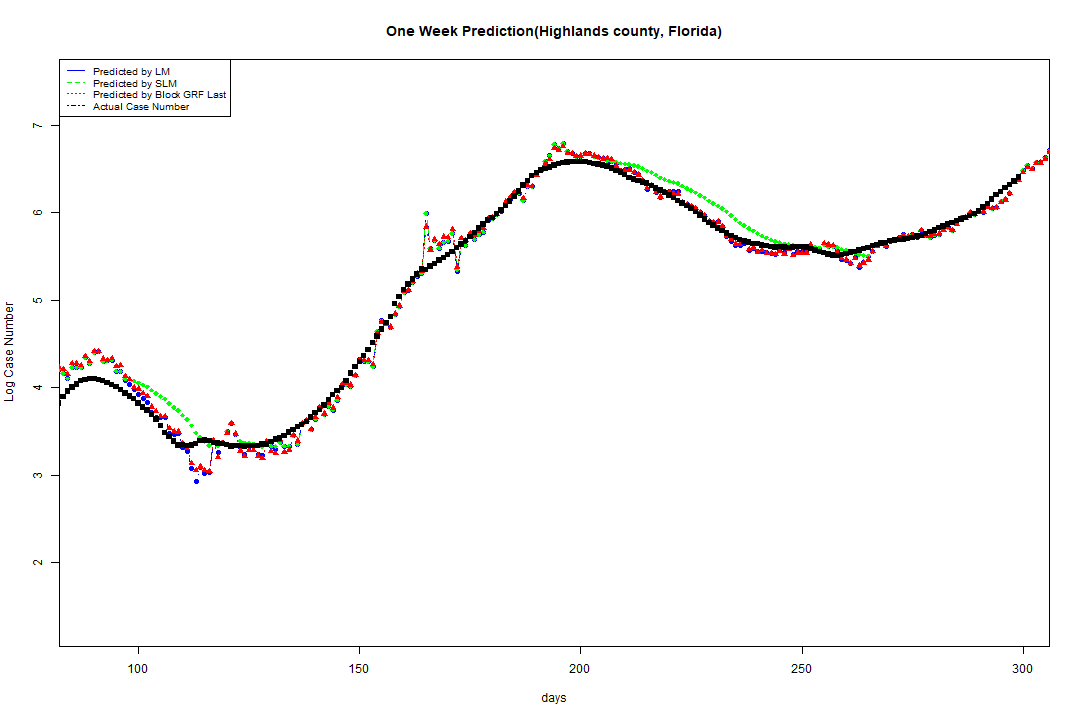 One Week Prediction(Highlands county, Florida)
Predicted by LM
Predicted by SLM
Predicted by Block GRF Last
Actual Case Number
7
6
5
4
3
2
Log Case Number
100 150 200 250 300
days